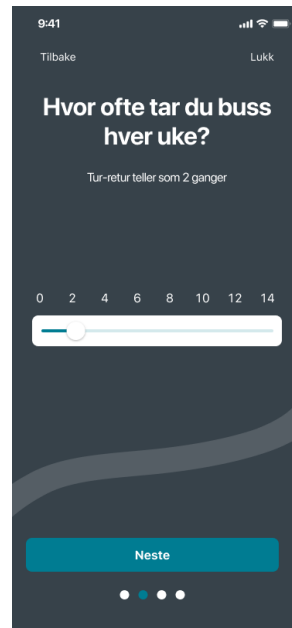 9:41
Tilbake Lukk
Hvor ofte tar du buss
hver uke?
Tur-retur teller som 2 ganger
0 2 4 6 8 10 12 14
Neste